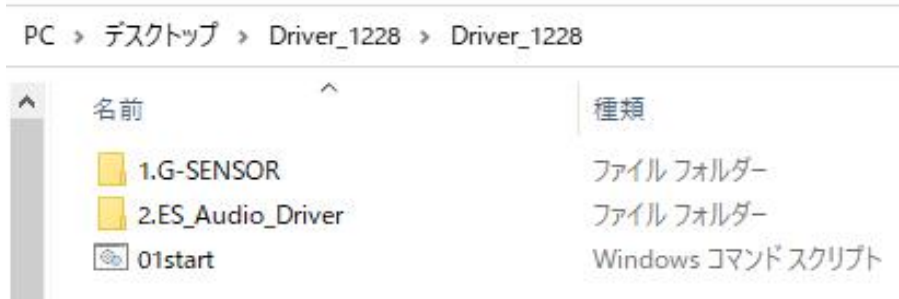 PC > デスクトップ > Driver_1228 > Driver_1228
名前 種類
1.G-SENSOR ファイル フォルダー
2.ES_Audio_Driver ファイル フォルダー
01start Windows コマンド スクリプト